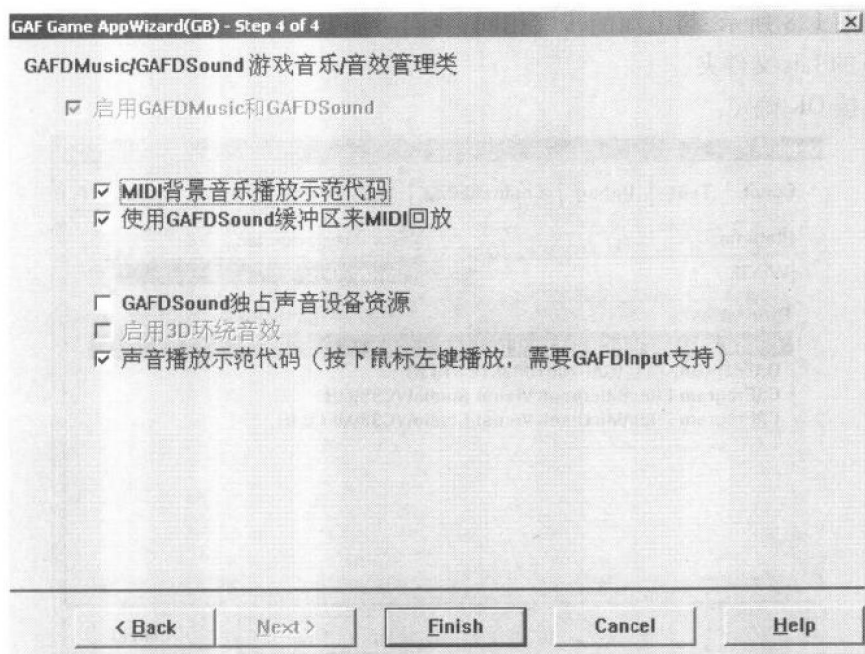 GAF Game AppWizard(GB) - Step 4 of 4
GAFDMusic/GAFDSound 游戏音乐/音效管理类
启用GAFDMusic和GAFDSound
MIDI背景音乐播放示范代码
使用GAFDSound缓冲区来MIDI回放
GAFDSound独占声音设备资源
启用3D环绕音效
声音播放示范代码（按下鼠标左键播放，需要GAFDInput支持）
< Back
Next >
Finish
Cancel
Help